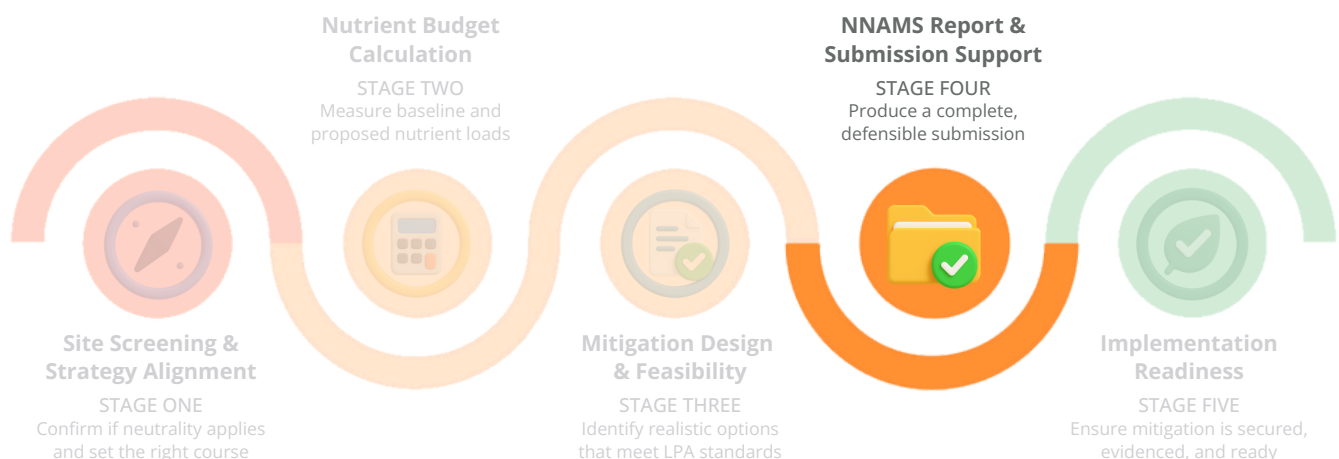 Nutrient Budget
Calculation
STAGE TWO
Measure baseline and
proposed nutrient loads
NNAMS Report &
Submission Support
STAGE FOUR
Produce a complete,
defensible submission
Site Screening &
Strategy Alignment
STAGE ONE
Confirm if neutrality applies
and set the right course
Mitigation Design
& Feasibility
STAGE THREE
Identify realistic options
that meet LPA standards
Implementation
Readiness
STAGE FIVE
Ensure mitigation is secured,
evidenced, and ready